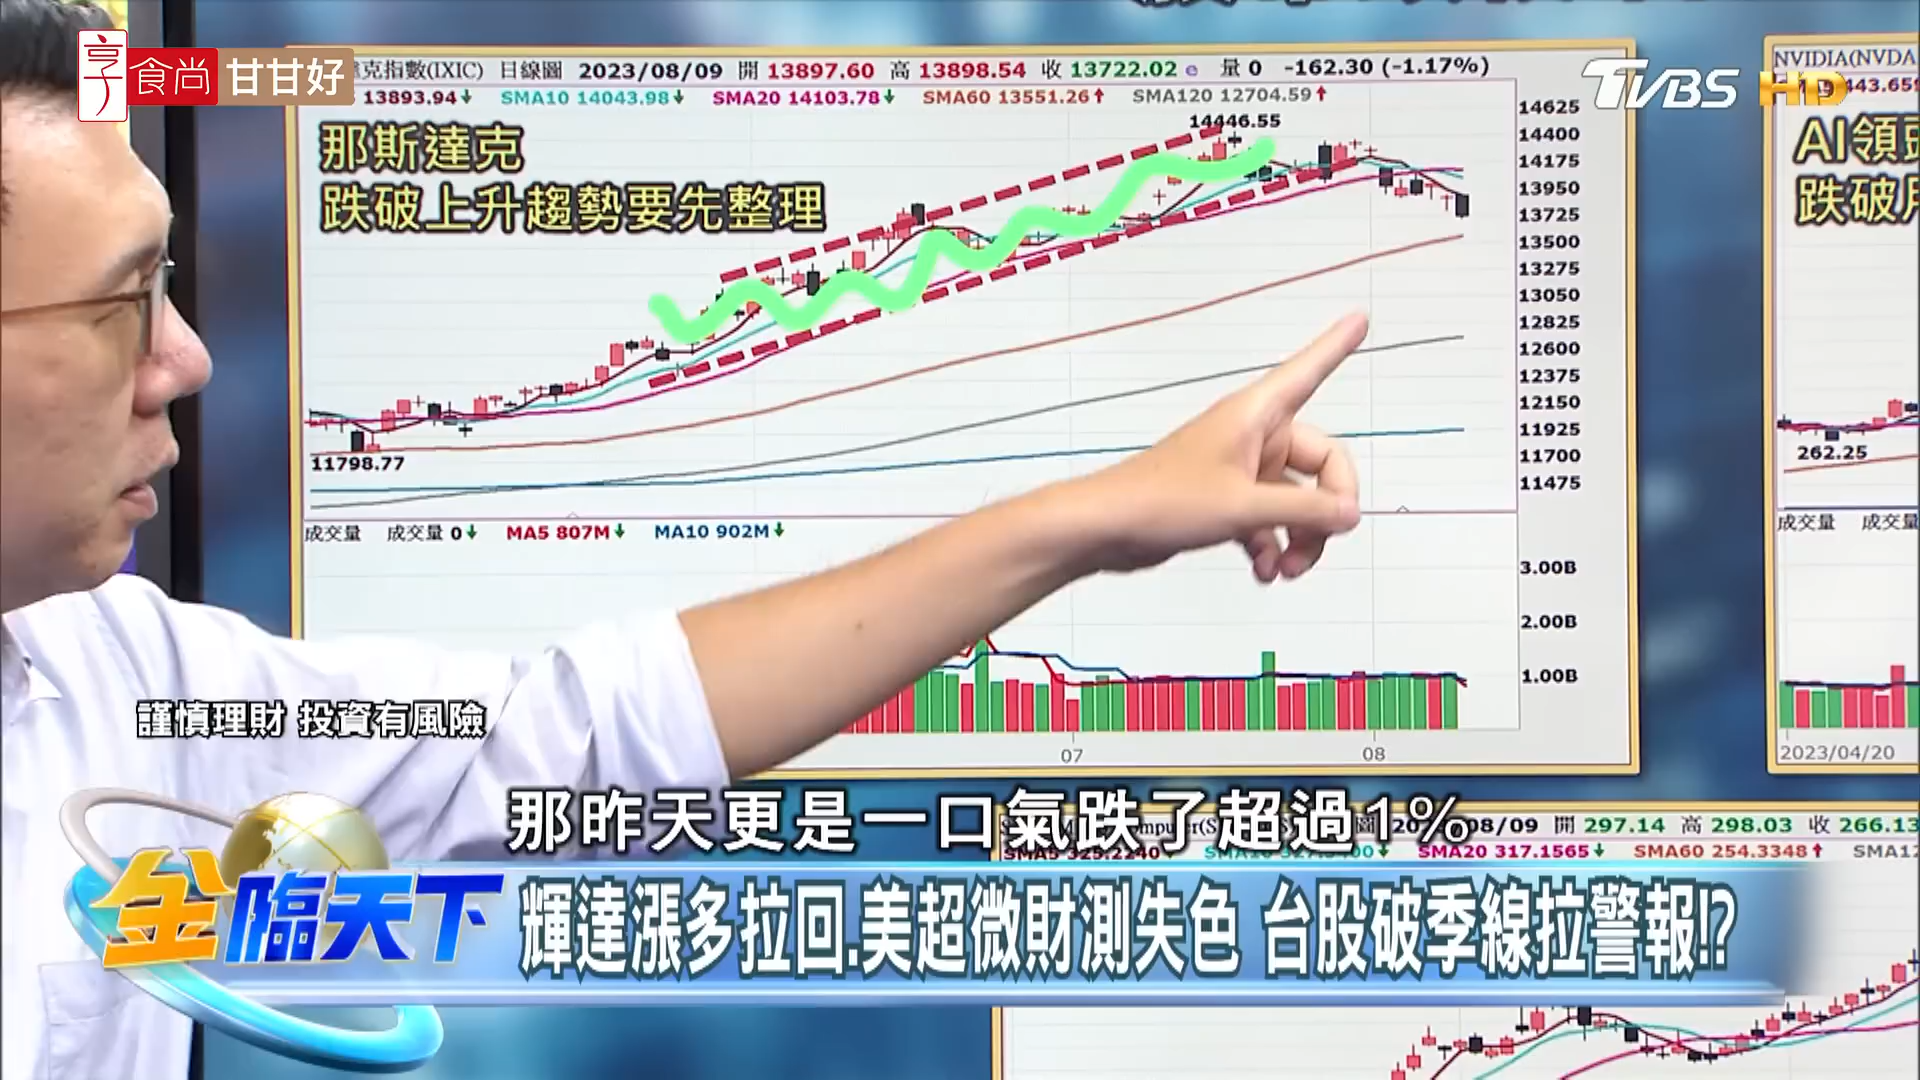 享食尚 甘甘好
克指數(IXIC) 日線圖 2023/08/09 開 13897.60 高 13898.54 收 13722.02 e 量 0 -162.30 (-1.17%)
13893.94↓ SMA10 14043.98↓ SMA20 14103.78↓ SMA60 13551.26↑ SMA120 12704.59↑
那斯達克
跌破上升趨勢要先整理
14446.55
11798.77
14625
14400
14175
13950
13725
13500
13275
13050
12825
12600
12375
12150
11925
11700
11475
成交量 成交量 0↓ MA5 807M↓ MA10 902M↓
3.00B
2.00B
1.00B
07 08
TVBS HD
NVIDIA(NVDA
443.65
AI領
跌破
262.25
成交量 成交量
2023/04/20
謹慎理財 投資有風險
那昨天更是一口氣跌了超過1%
08/09 開 297.14 高 298.03 收 266.13
SMA5 325.2240↓ SMA20 317.1565↓ SMA60 254.3348↑ SMA12
金臨天下
輝達漲多拉回.美超微財測失色 台股破季線拉警報!?